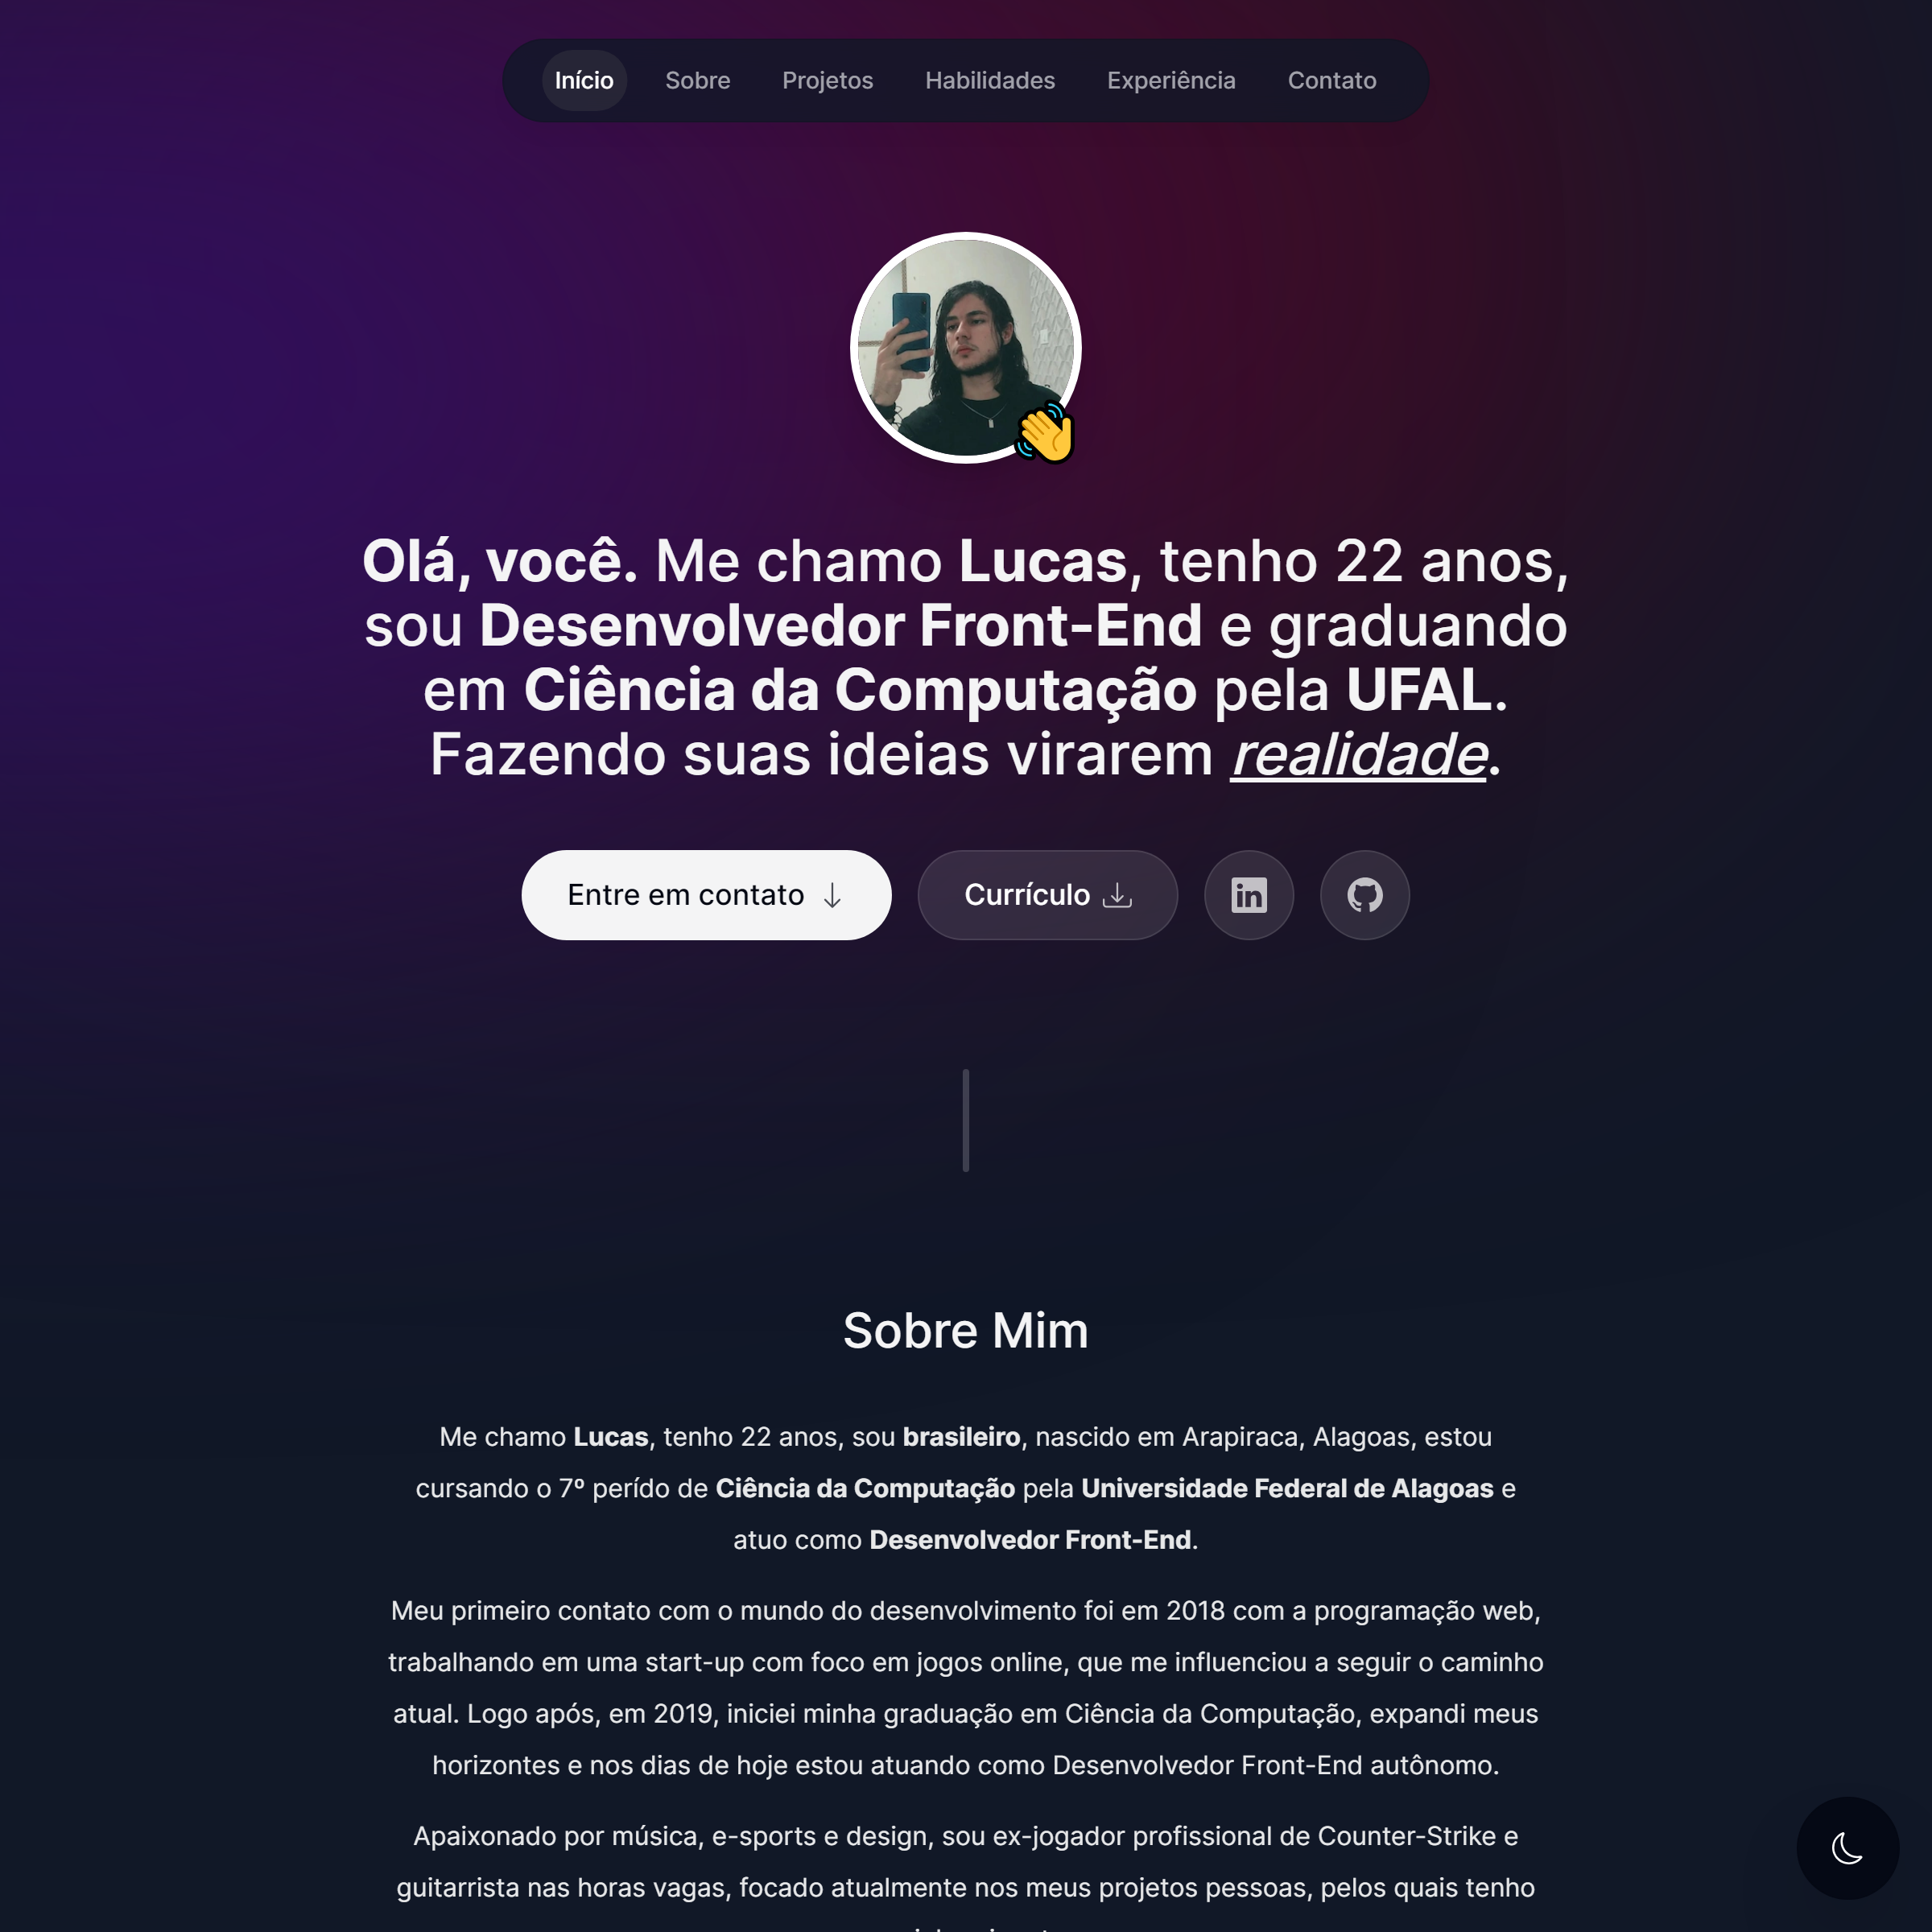 Início Sobre Projetos Habilidades Experiência Contato
Olá, você. Me chamo Lucas, tenho 22 anos,
sou Desenvolvedor Front-End e graduando
em Ciência da Computação pela UFAL.
Fazendo suas ideias virarem realidade.
Entre em contato Currículo in
Sobre Mim
Me chamo Lucas, tenho 22 anos, sou brasileiro, nascido em Arapiraca, Alagoas, estou
cursando o 7º perído de Ciência da Computação pela Universidade Federal de Alagoas e
atuo como Desenvolvedor Front-End.
Meu primeiro contato com o mundo do desenvolvimento foi em 2018 com a programação web,
trabalhando em uma start-up com foco em jogos online, que me influenciou a seguir o caminho
atual. Logo após, em 2019, iniciei minha graduação em Ciência da Computação, expandi meus
horizontes e nos dias de hoje estou atuando como Desenvolvedor Front-End autônomo.
Apaixonado por música, e-sports e design, sou ex-jogador profissional de Counter-Strike e
guitarrista nas horas vagas, focado atualmente nos meus projetos pessoas, pelos quais tenho